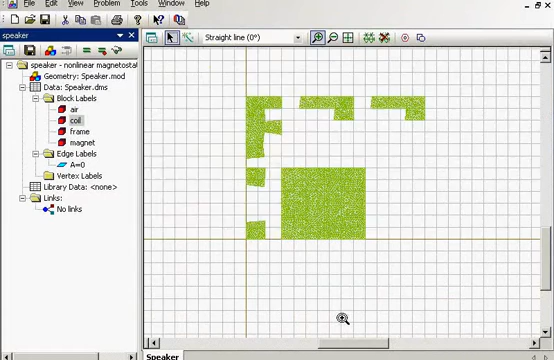 File Edit View Problem Tools Window Help
Straight line (0°)
speaker
speaker - nonlinear magnetostat
Geometry: Speaker.mod
Data: Speaker.dms
Block Labels
air
coil
frame
magnet
Edge Labels
A=0
Vertex Labels
Library Data: <none>
Links:
No links
Speaker